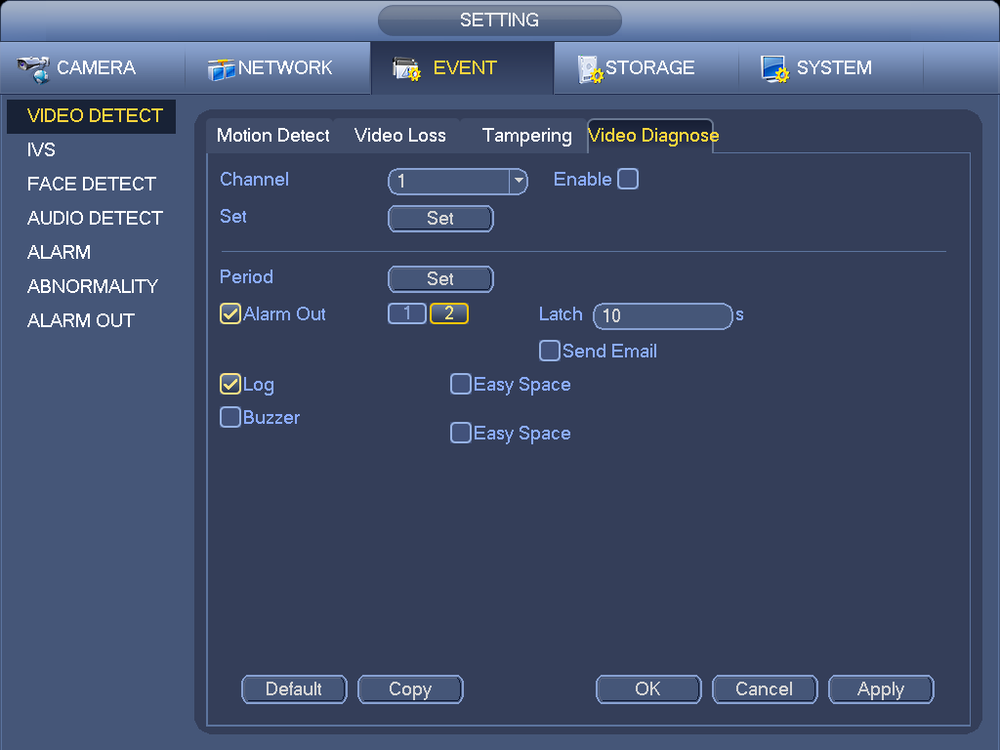 SETTING
CAMERA NETWORK EVENT STORAGE SYSTEM
VIDEO DETECT
IVS
FACE DETECT
AUDIO DETECT
ALARM
ABNORMALITY
ALARM OUT
Motion Detect Video Loss Tampering Video Diagnose
Channel 1 Enable
Set Set
Period Set
Alarm Out 1 2 Latch 10 s
Send Email
Log Easy Space
Buzzer
Easy Space
Default Copy OK Cancel Apply